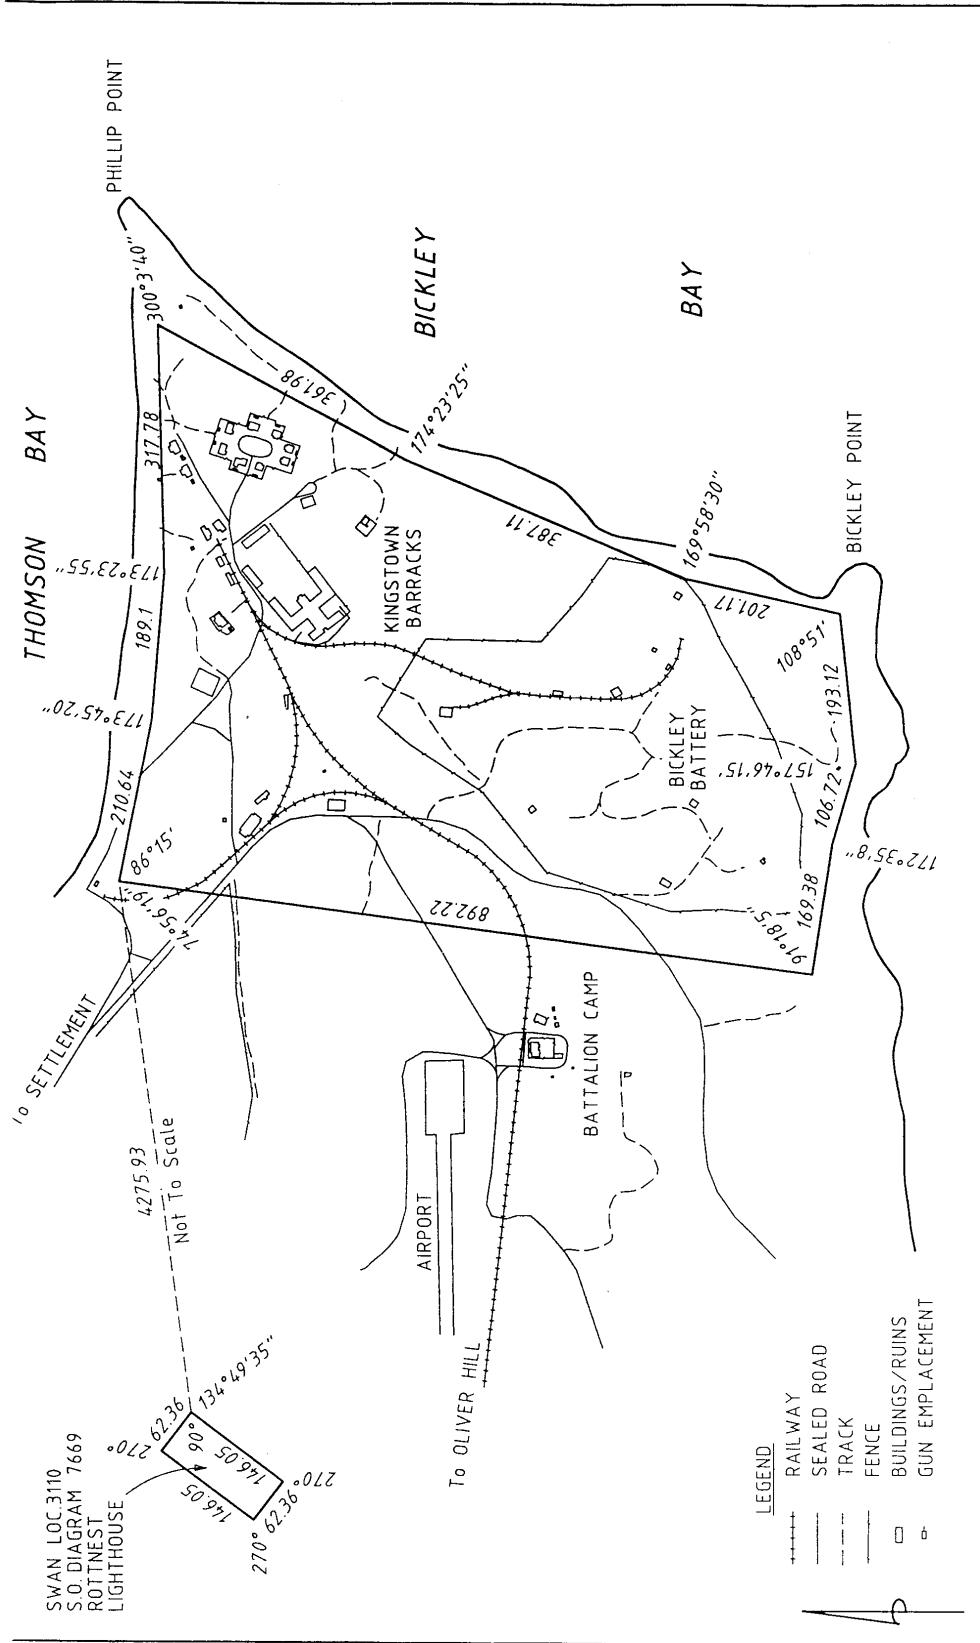 THOMSON BAY
PHILLIP POINT
BICKLEY
BAY
BICKLEY POINT
300°3'40"
317.78
361.98
174°23'25"
387.11
169°58'30"
201.17
108°51'
193.12
157°46'15'
106.72
172°35'8"
169.38
91°18'5"
892.22
74°56'19"
86°15'
210.64
173°45'20"
189.1
173°23'55"
KINGSTOWN
BARRACKS
BICKLEY
BATTERY
BATTALION CAMP
AIRPORT
To SETTLEMENT
To OLIVER HILL
4275.93
Not To Scale
SWAN LOC.3110
S.O. DIAGRAM 7669
ROTTNEST
LIGHTHOUSE
270°
62.36
90°
134°49'35"
146.05
146.05
270°
62.36
270°
LEGEND
RAILWAY
SEALED ROAD
TRACK
FENCE
BUILDINGS/RUINS
GUN EMPLACEMENT